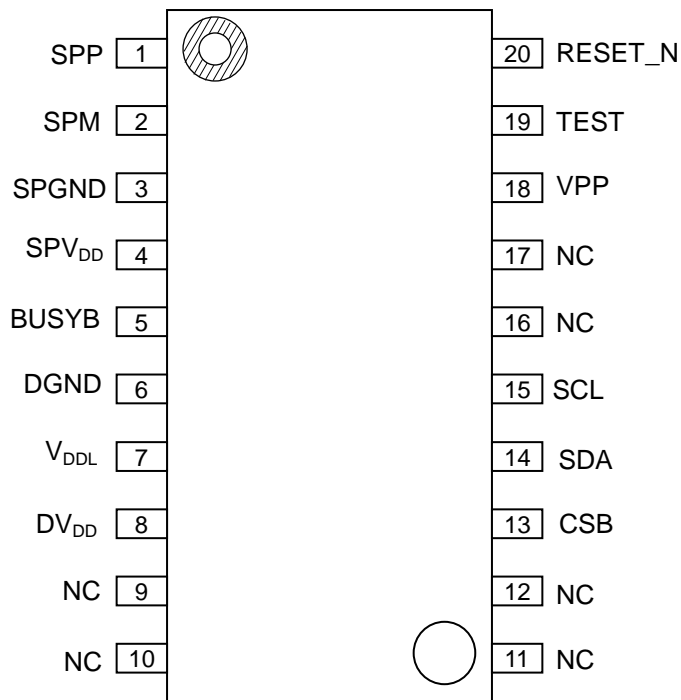 SPP 1 20 RESET_N
SPM 2 19 TEST
SPGND 3 18 VPP
SPVDD 4 17 NC
BUSYB 5 16 NC
DGND 6 15 SCL
VDDL 7 14 SDA
DVDD 8 13 CSB
NC 9 12 NC
NC 10 11 NC